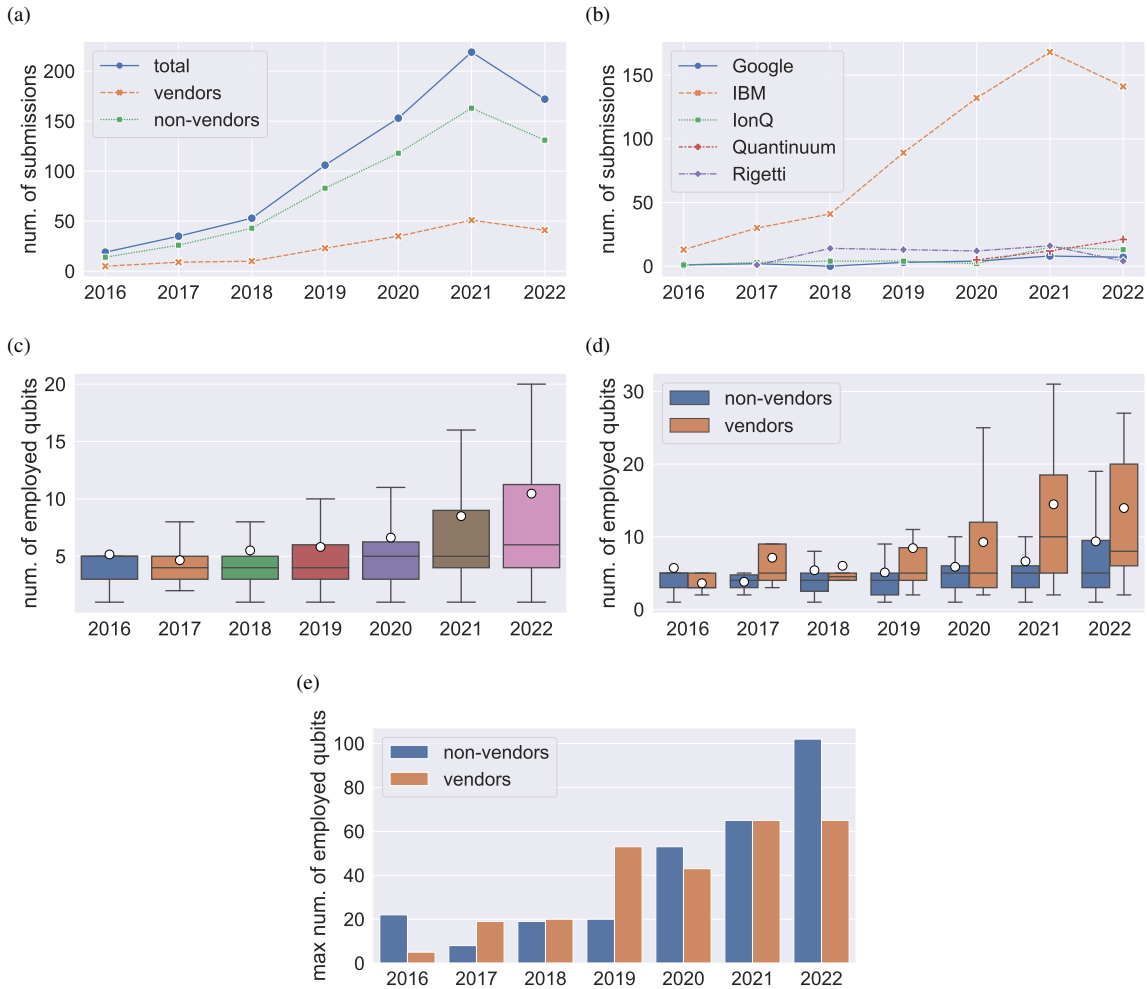 (a)
num. of submissions
200
150
100
50
0
total
vendors
non-vendors
2016 2017 2018 2019 2020 2021 2022
(b)
num. of submissions
150
100
50
0
Google
IBM
IonQ
Quantinuum
Rigetti
2016 2017 2018 2019 2020 2021 2022
(c)
num. of employed qubits
20
15
10
5
2016 2017 2018 2019 2020 2021 2022
(d)
num. of employed qubits
30
20
10
0
non-vendors
vendors
2016 2017 2018 2019 2020 2021 2022
(e)
max num. of employed qubits
100
80
60
40
20
0
non-vendors
vendors
2016 2017 2018 2019 2020 2021 2022